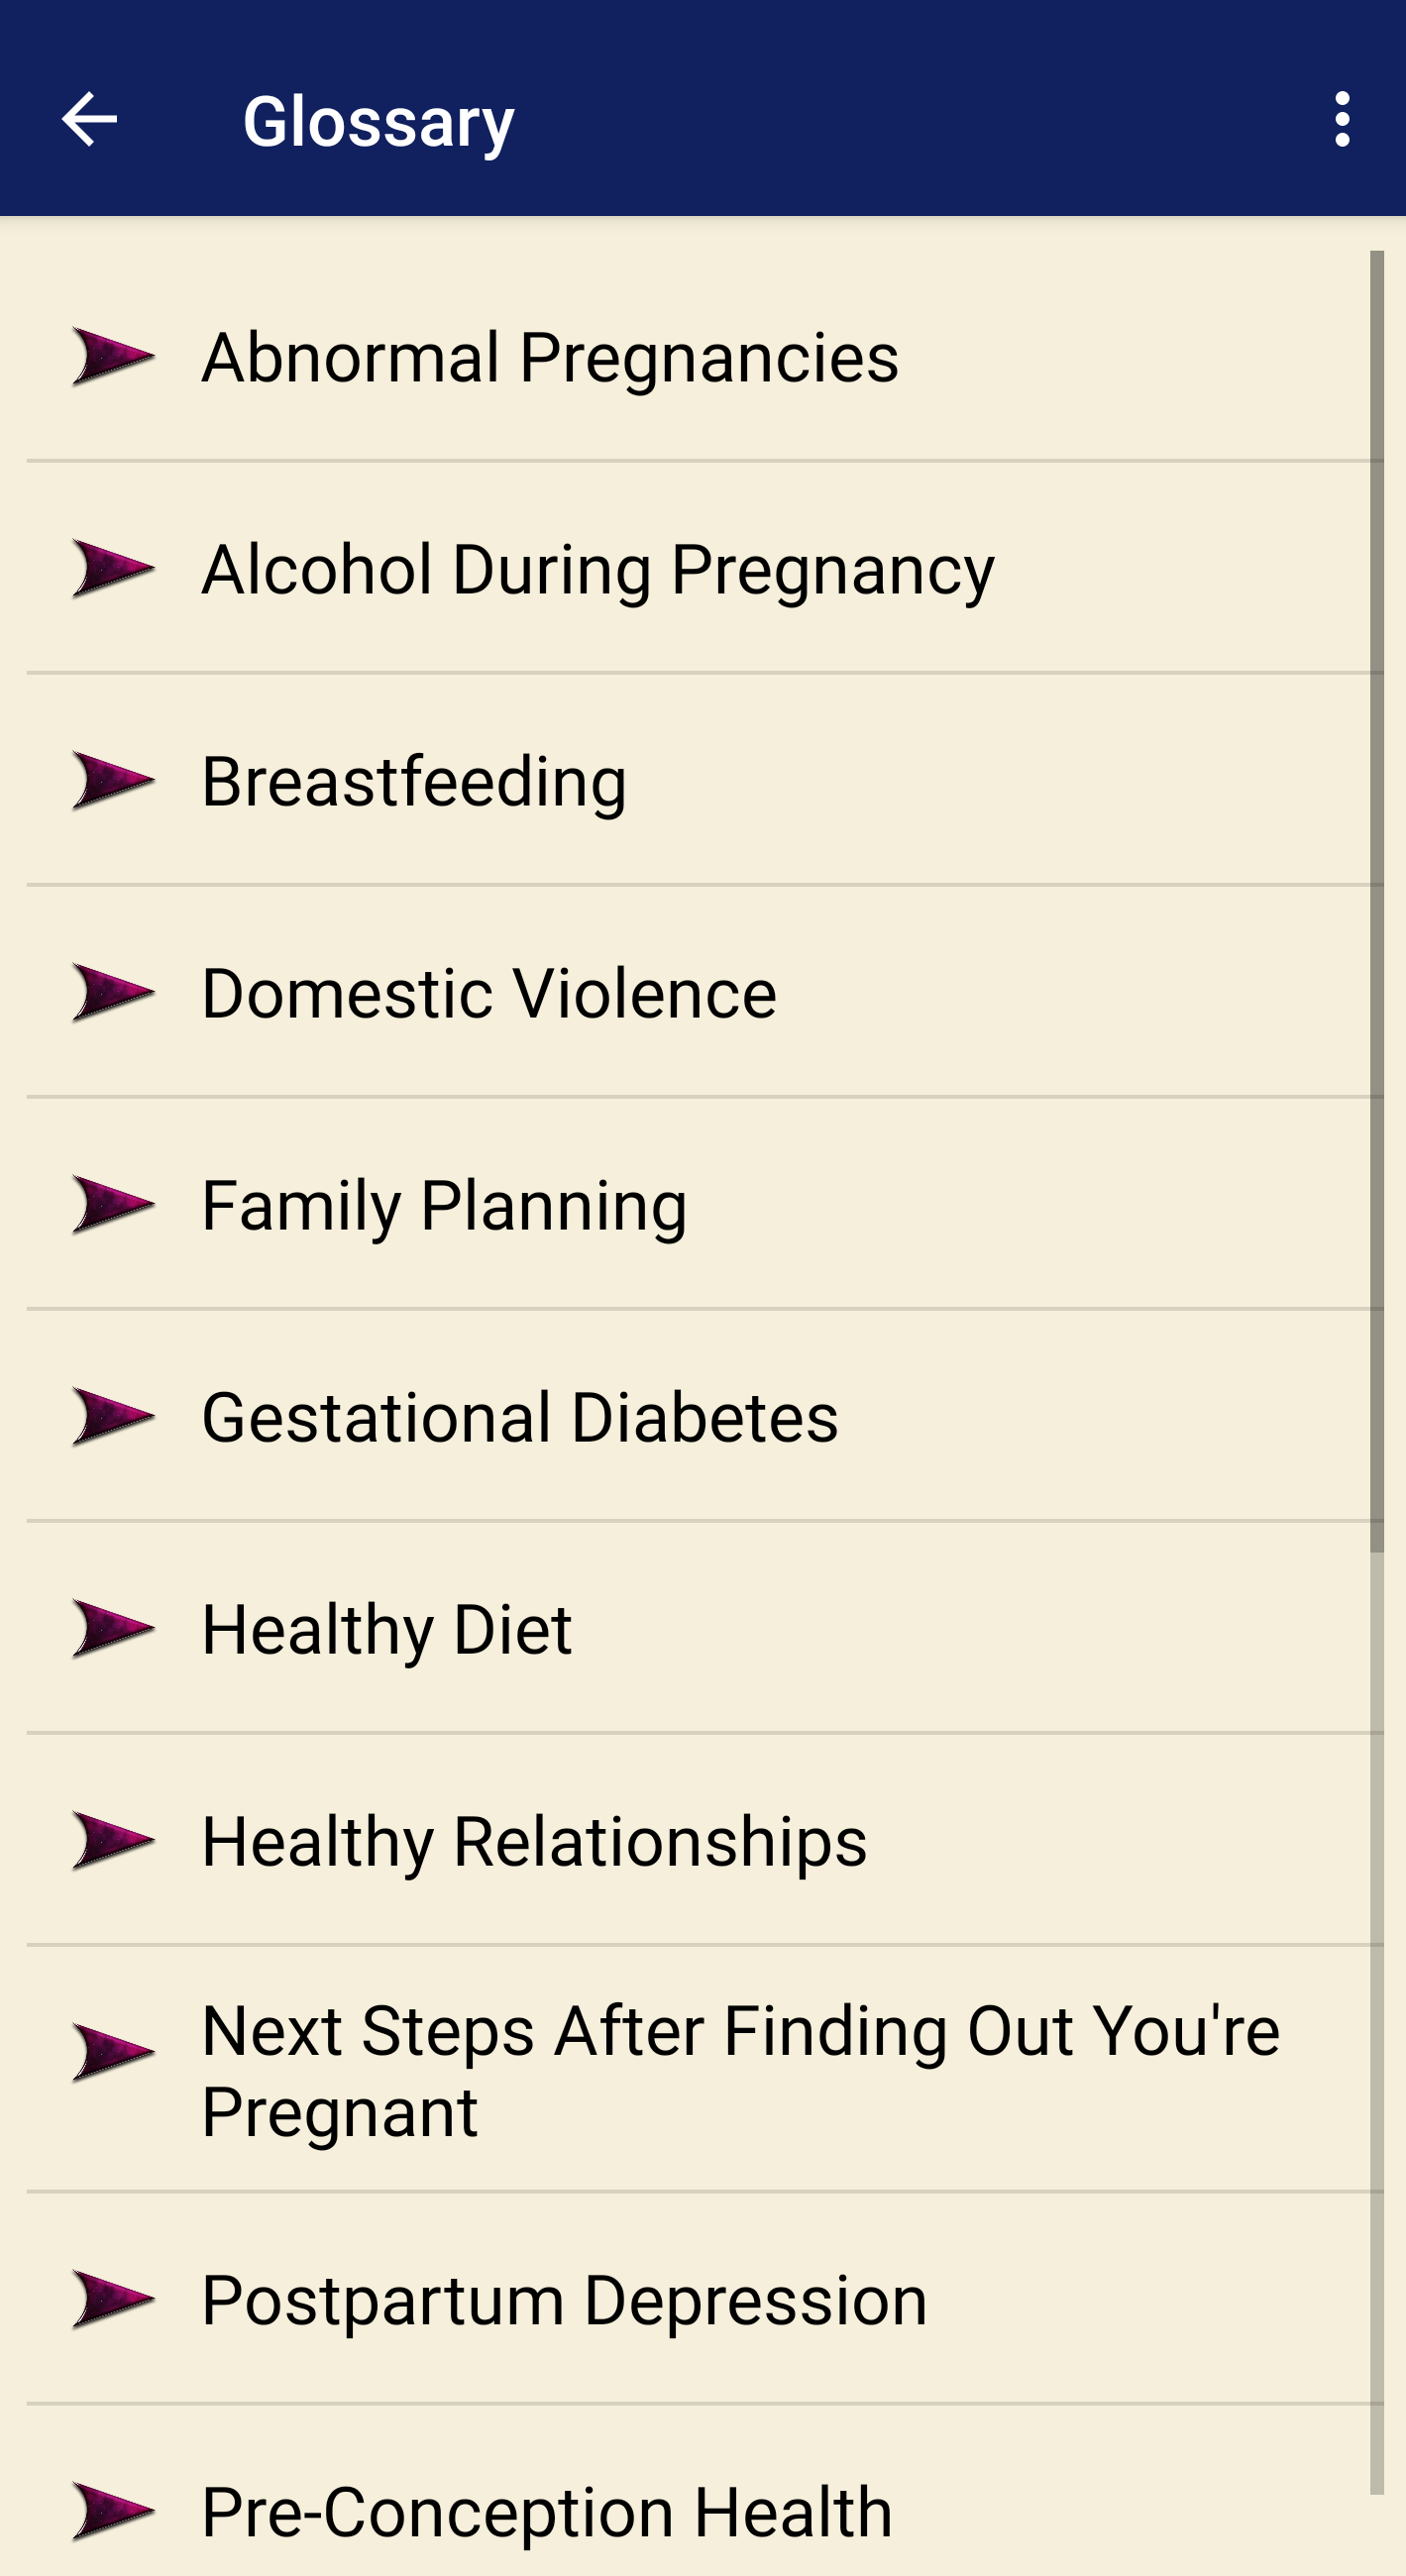 Glossary
Abnormal Pregnancies
Alcohol During Pregnancy
Breastfeeding
Domestic Violence
Family Planning
Gestational Diabetes
Healthy Diet
Healthy Relationships
Next Steps After Finding Out You're
Pregnant
Postpartum Depression
Pre-Conception Health